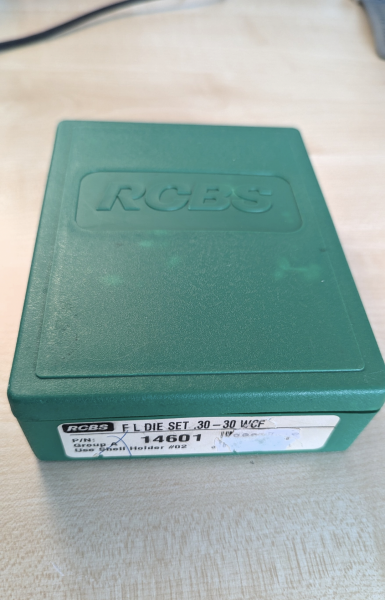 RCBS
RCBS F L DIE SET .30-30 WCF
P/N: 14601
Group A
Use Shell Holder #02